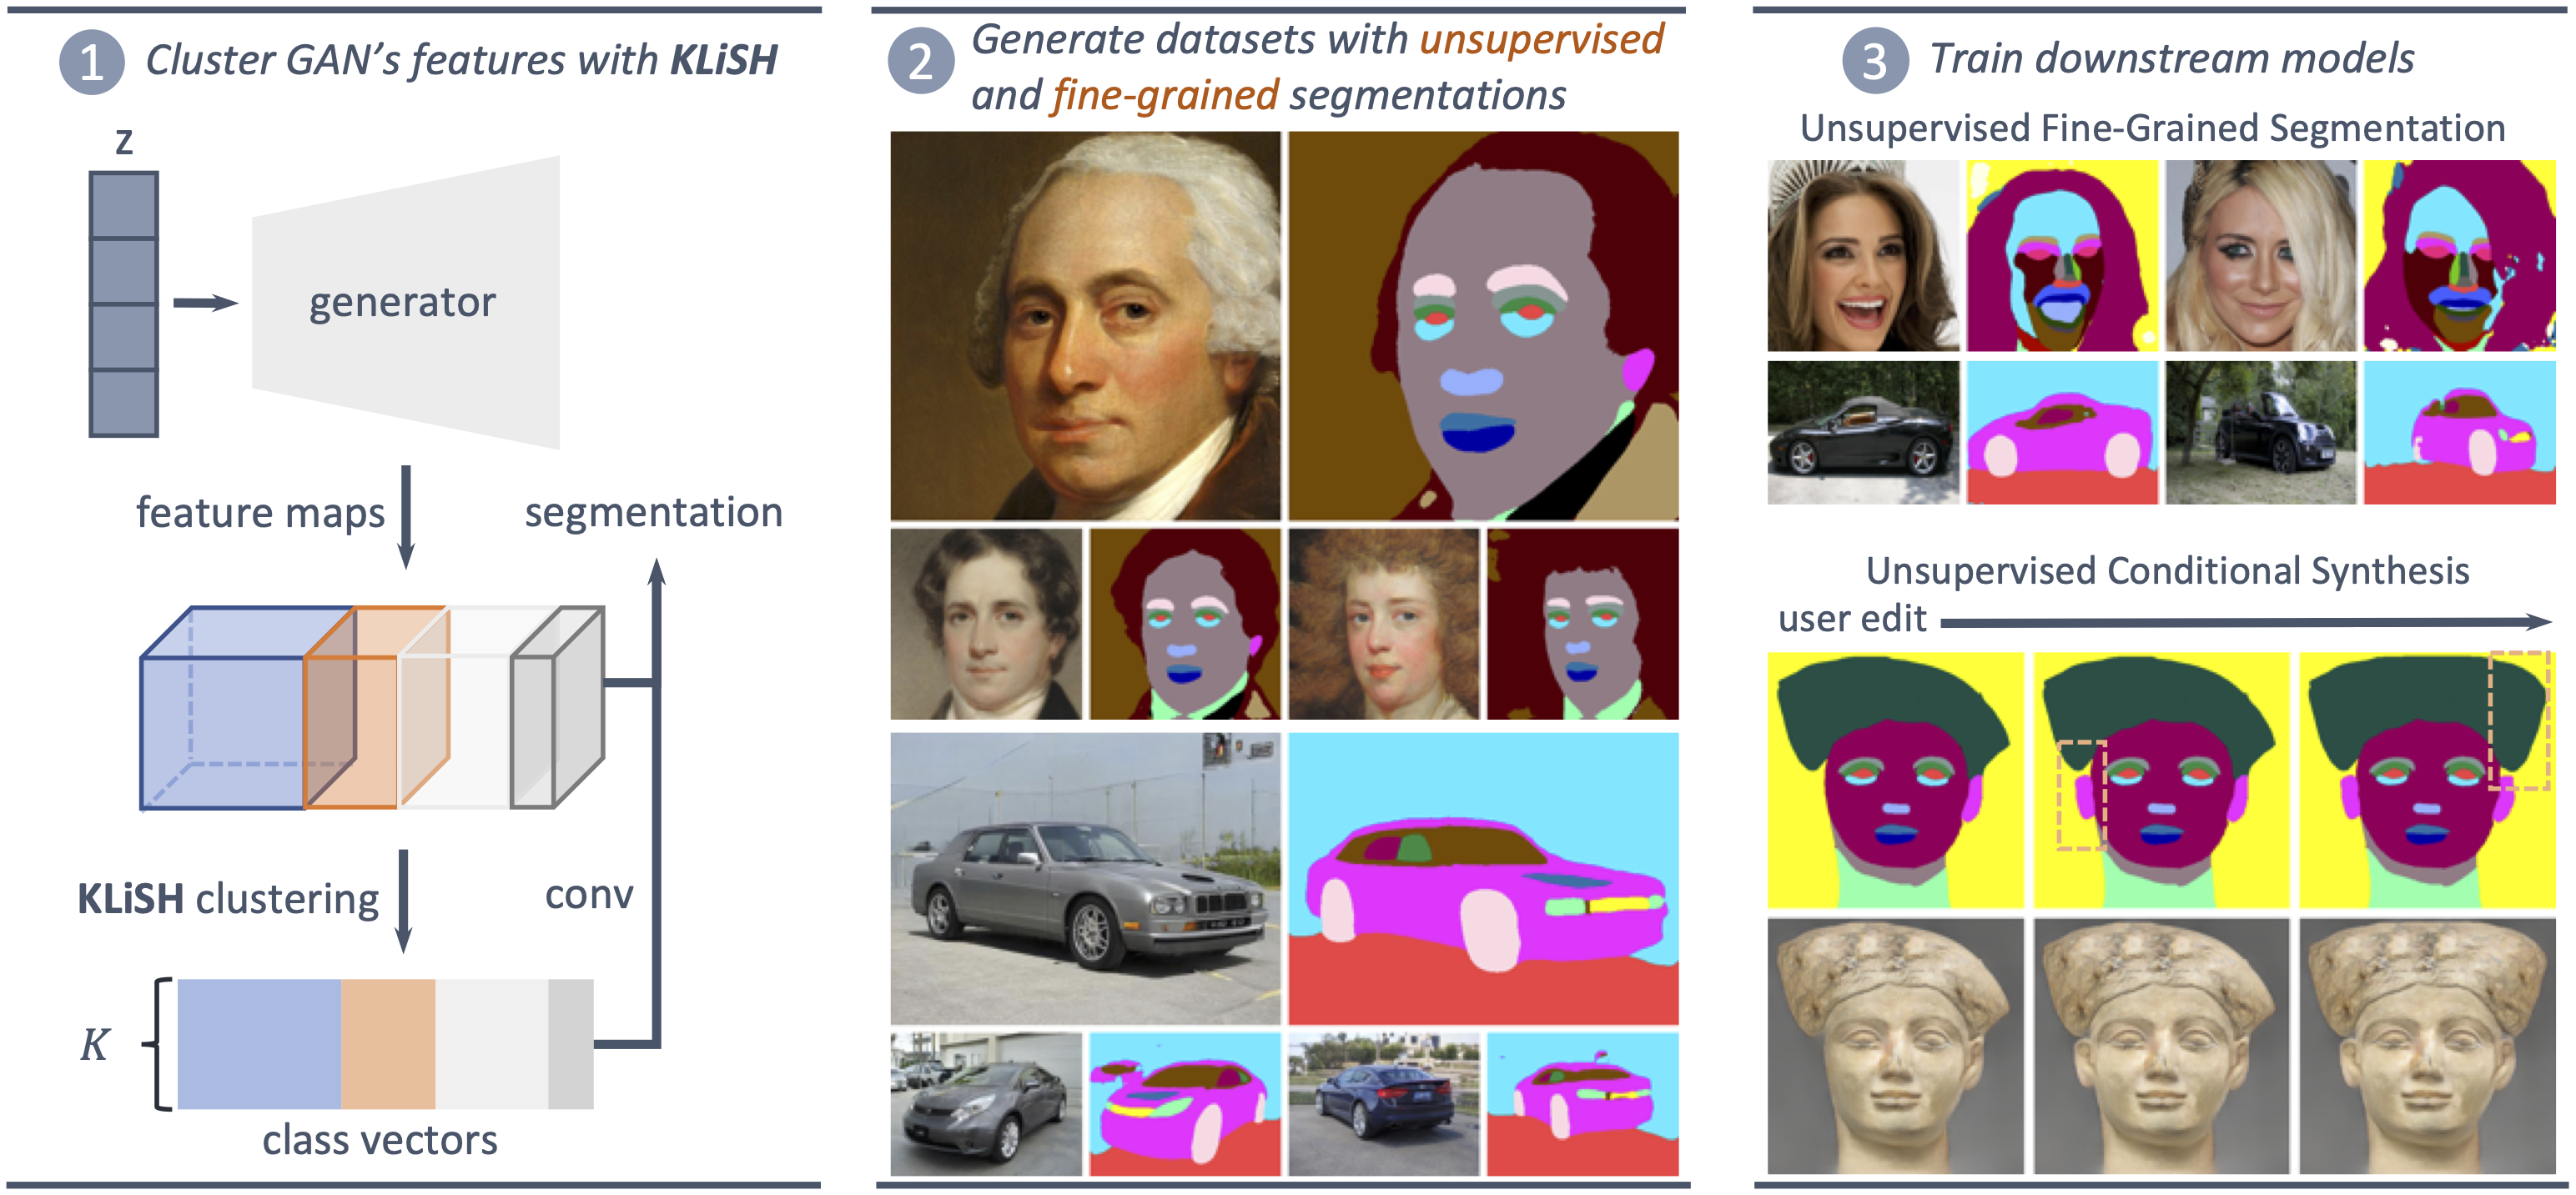 1 Cluster GAN's features with KLiSH
z
generator
feature maps
segmentation
KLiSH clustering
conv
K
class vectors
2 Generate datasets with unsupervised
and fine-grained segmentations
3 Train downstream models
Unsupervised Fine-Grained Segmentation
Unsupervised Conditional Synthesis
user edit